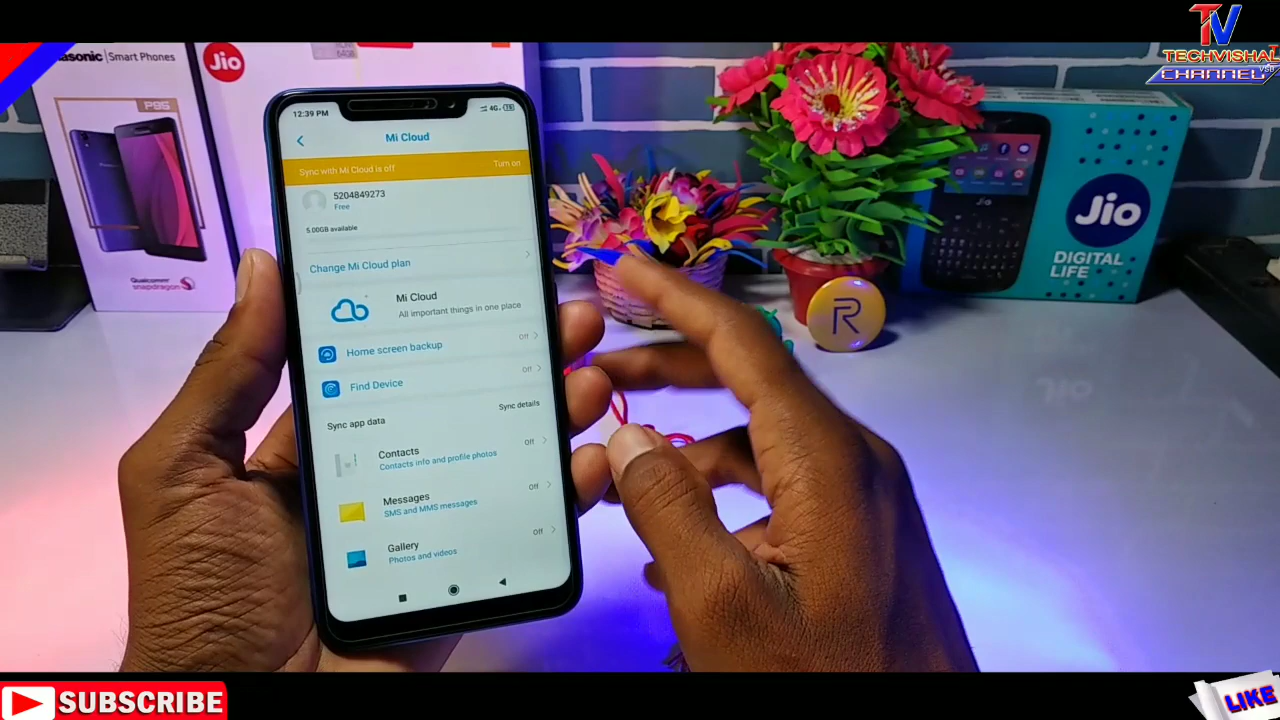 TV
TECHVISHAL
CHANNEL VSG
asonic | Smart Phones
P95
Qualcomm
snapdragon
Jio
64GB
12:39 PM
4G
Mi Cloud
Sync with Mi Cloud is off
Turn on
5204849273
Free
5.00GB available
Change Mi Cloud plan
Mi Cloud
All important things in one place
Home screen backup
Off
Find Device
Off
Sync app data
Sync details
Contacts
Contacts info and profile photos
Off
Messages
SMS and MMS messages
Off
Gallery
Photos and videos
Off
R
Jio
DIGITAL
LIFE
SUBSCRIBE
LIKE